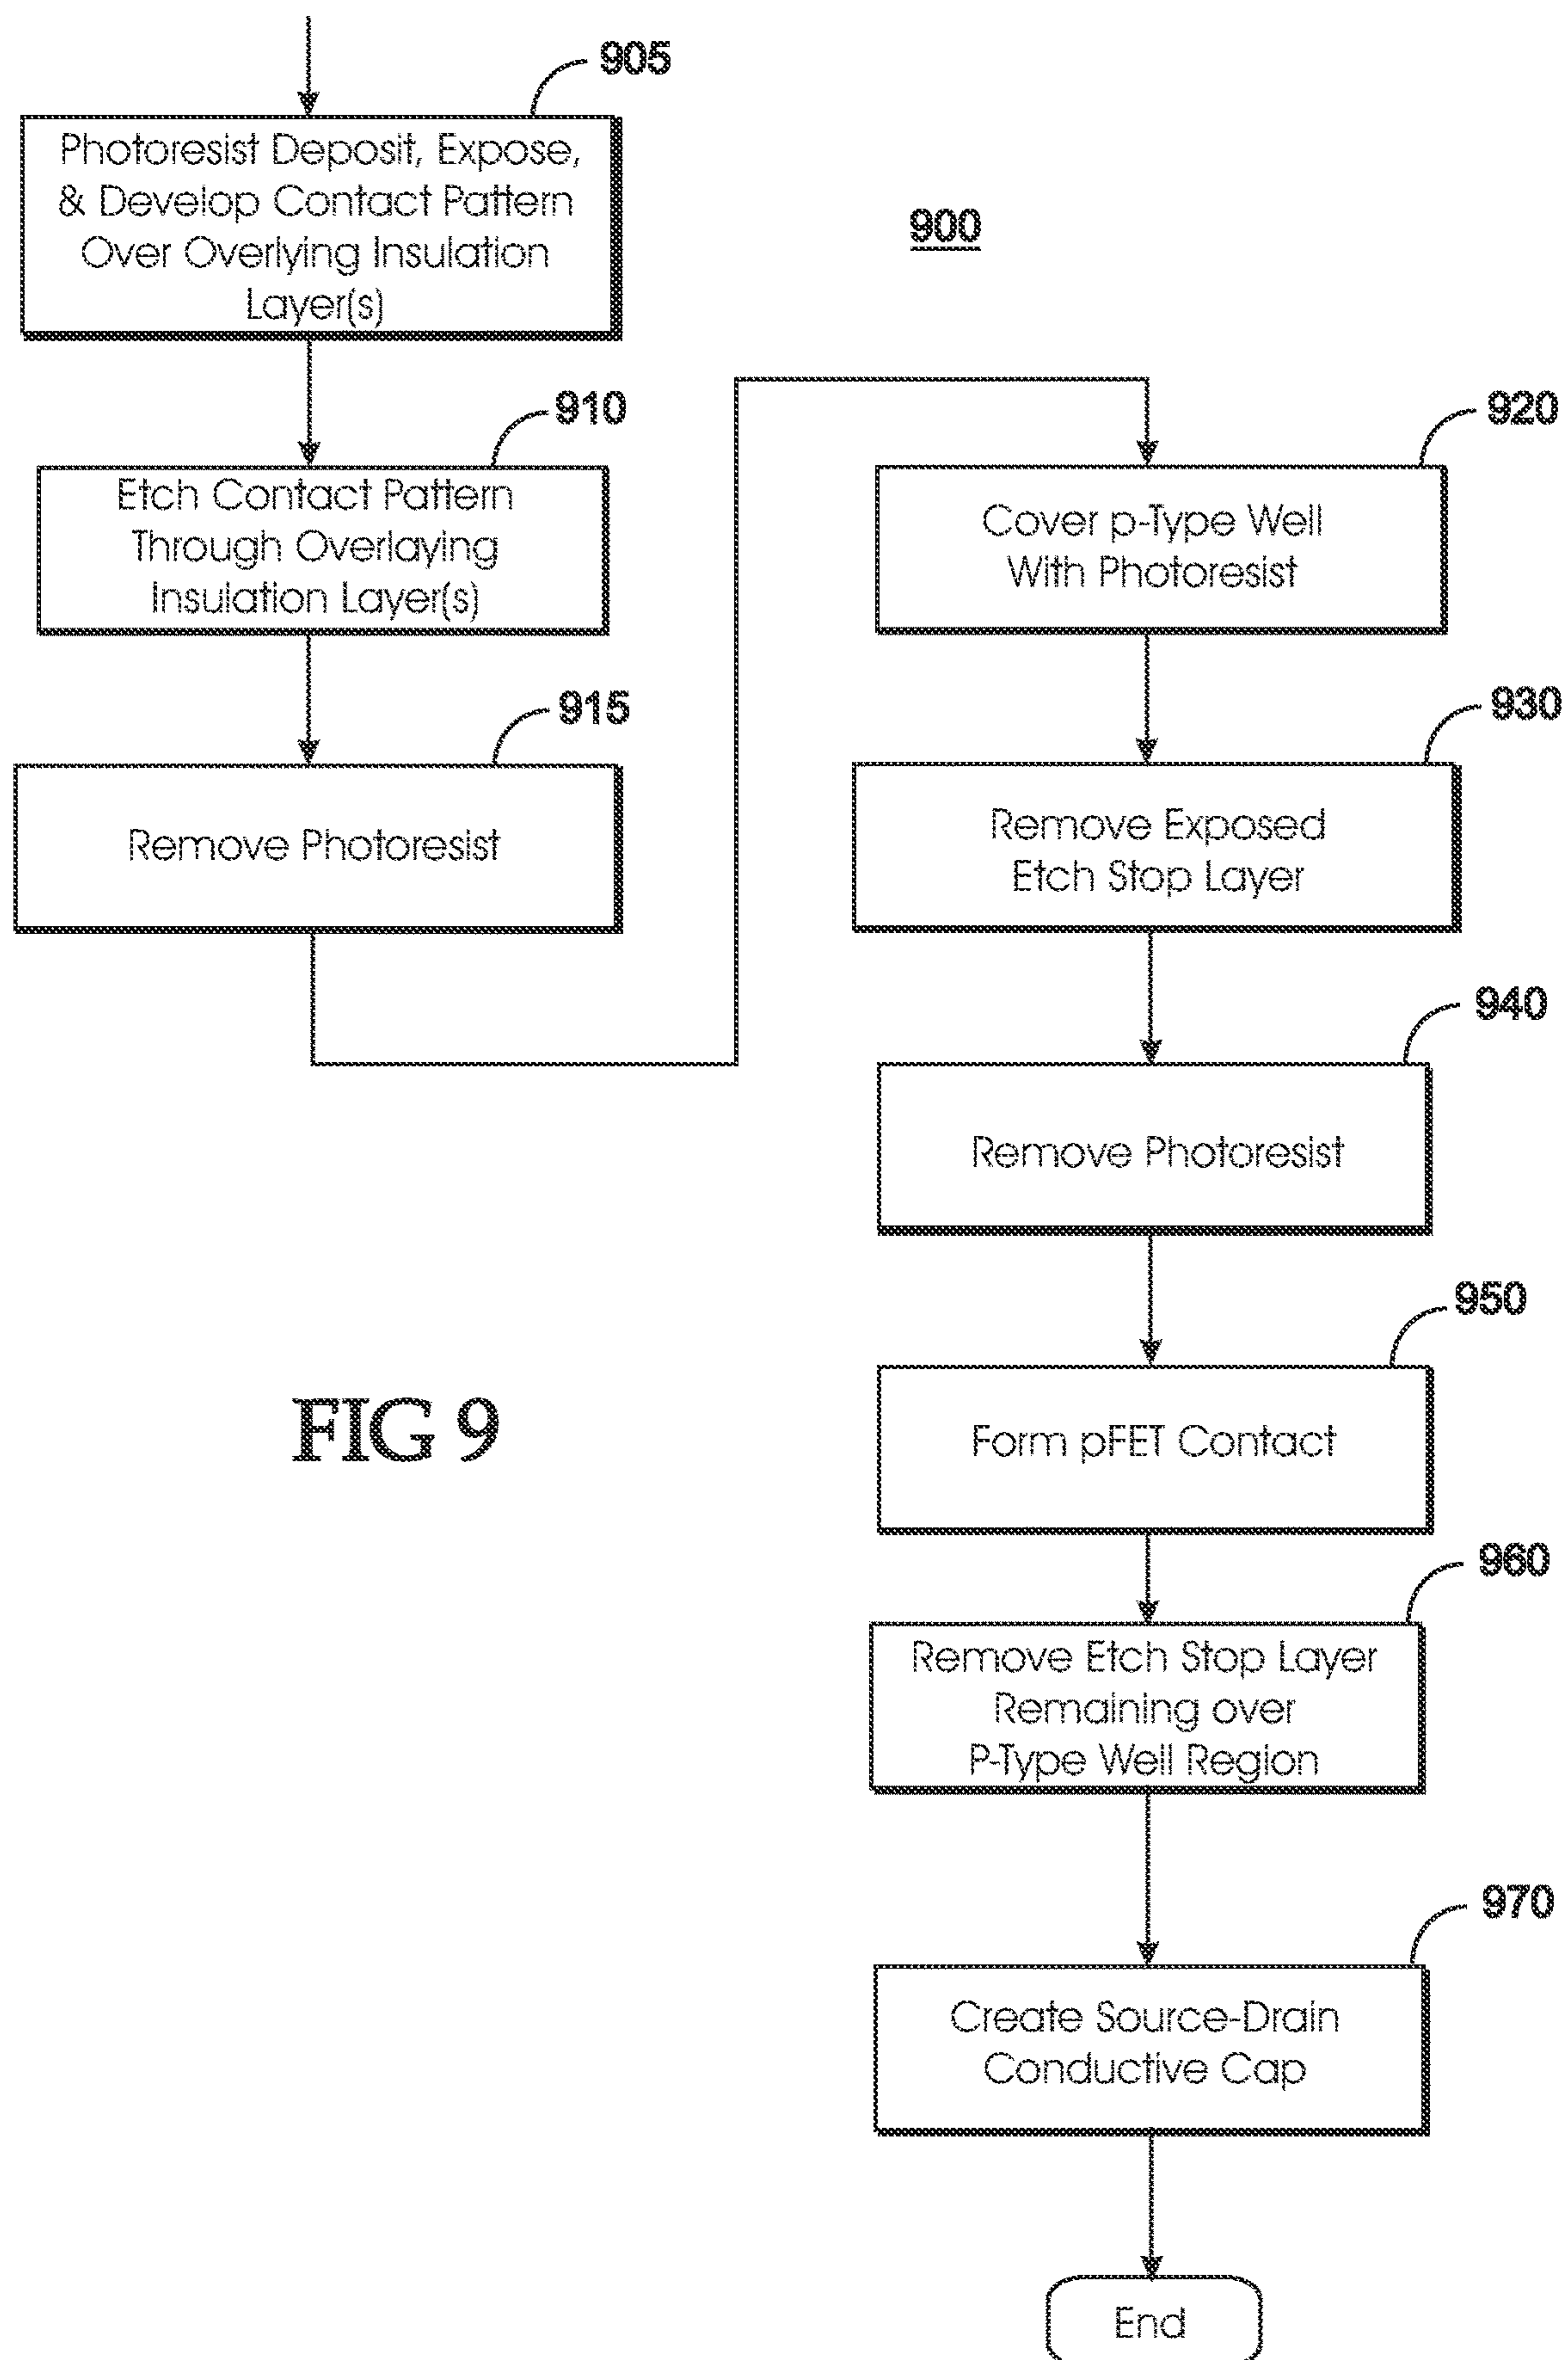 905
Photoresist Deposit, Expose,
& Develop Contact Pattern
Over Overlying Insulation
Layer(s)
900
910
Etch Contact Pattern
Through Overlaying
Insulation Layer(s)
915
Remove Photoresist
920
Cover p-Type Well
With Photoresist
930
Remove Exposed
Etch Stop Layer
940
Remove Photoresist
950
Form pFET Contact
FIG 9
960
Remove Etch Stop Layer
Remaining over
P-Type Well Region
970
Create Source-Drain
Conductive Cap
End